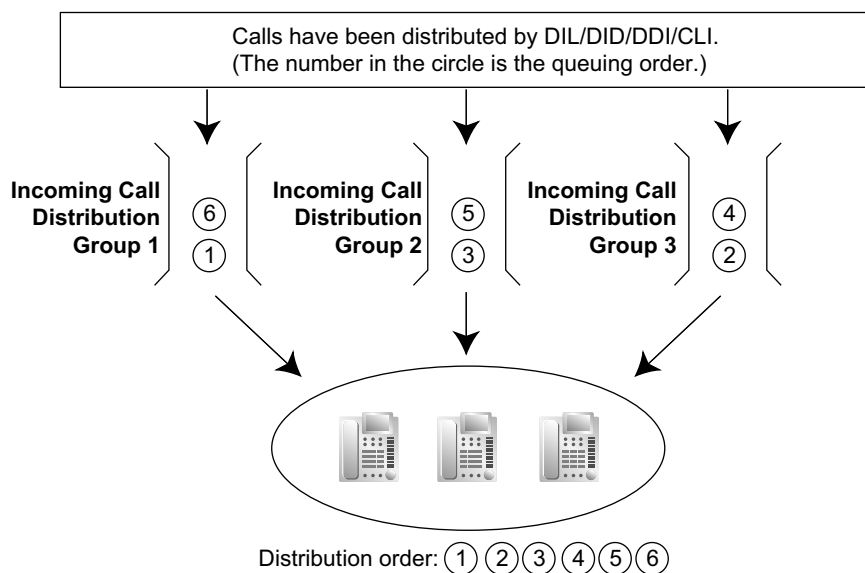 Calls have been distributed by DIL/DID/DDI/CLI.
(The number in the circle is the queuing order.)
Incoming Call
Distribution
Group 1
6
1
Incoming Call
Distribution
Group 2
5
3
Incoming Call
Distribution
Group 3
4
2
Distribution order: 1 2 3 4 5 6